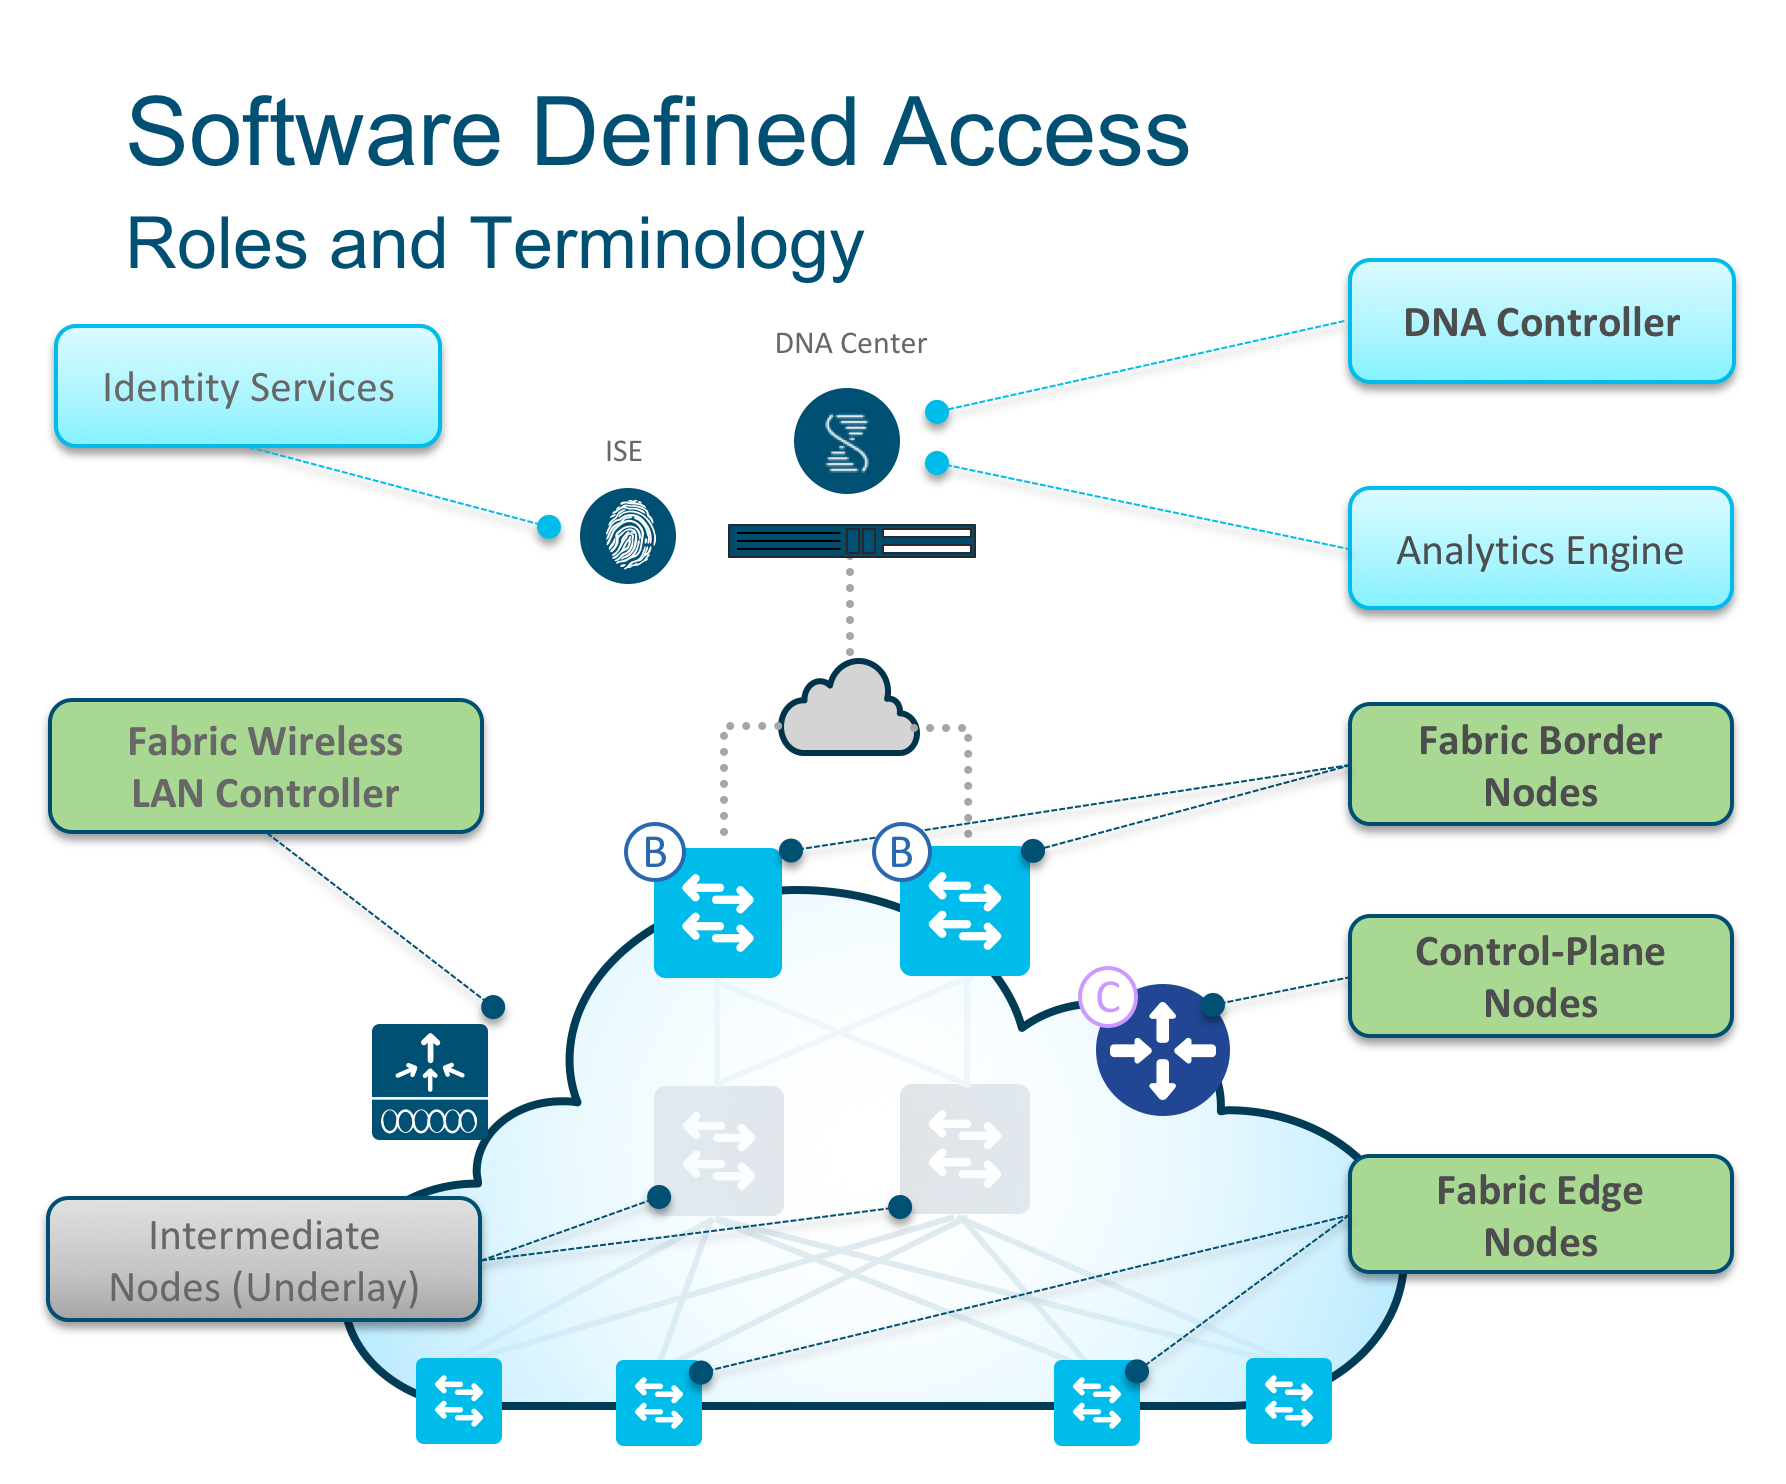 Software Defined Access
Roles and Terminology
DNA Controller
DNA Center
Identity Services
ISE
Analytics Engine
Fabric Wireless
LAN Controller
Fabric Border
Nodes
B
B
Control-Plane
Nodes
C
Fabric Edge
Nodes
Intermediate
Nodes (Underlay)